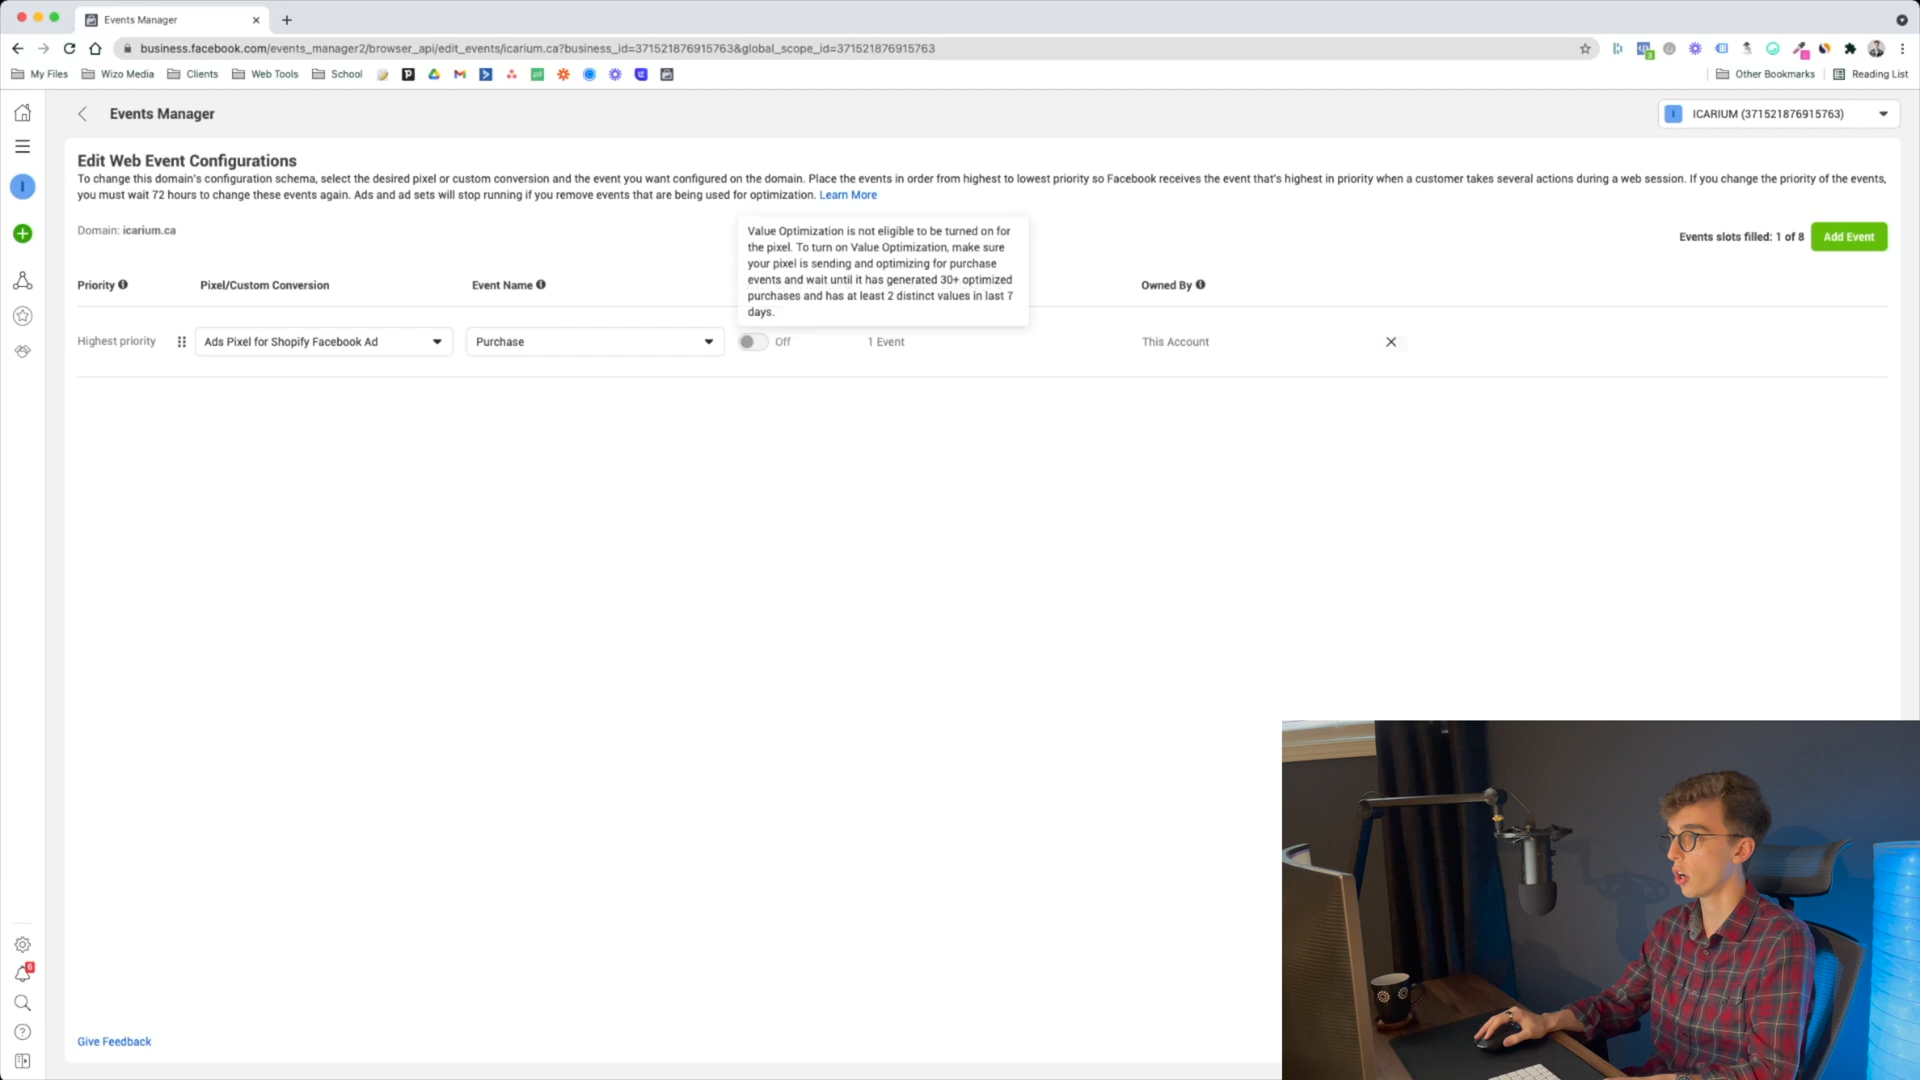 Events Manager
business.facebook.com/events_manager2/browser_api/edit_events/icarium.ca?business_id=371521876915763&global_scope_id=371521876915763
My Files
Wizo Media
Clients
Web Tools
School
Other Bookmarks
Reading List
Events Manager
ICARIUM (371521876915763)
Edit Web Event Configurations
To change this domain's configuration schema, select the desired pixel or custom conversion and the event you want configured on the domain. Place the events in order from highest to lowest priority so Facebook receives the event that's highest in priority when a customer takes several actions during a web session. If you change the priority of the events,
you must wait 72 hours to change these events again. Ads and ad sets will stop running if you remove events that are being used for optimization. Learn More
Domain: icarium.ca
Value Optimization is not eligible to be turned on for
the pixel. To turn on Value Optimization, make sure
your pixel is sending and optimizing for purchase
events and wait until it has generated 30+ optimized
purchases and has at least 2 distinct values in last 7
days.
Events slots filled: 1 of 8
Add Event
Priority
Pixel/Custom Conversion
Event Name
Owned By
Highest priority
Ads Pixel for Shopify Facebook Ad
Purchase
Off
1 Event
This Account
Give Feedback
I
I
6